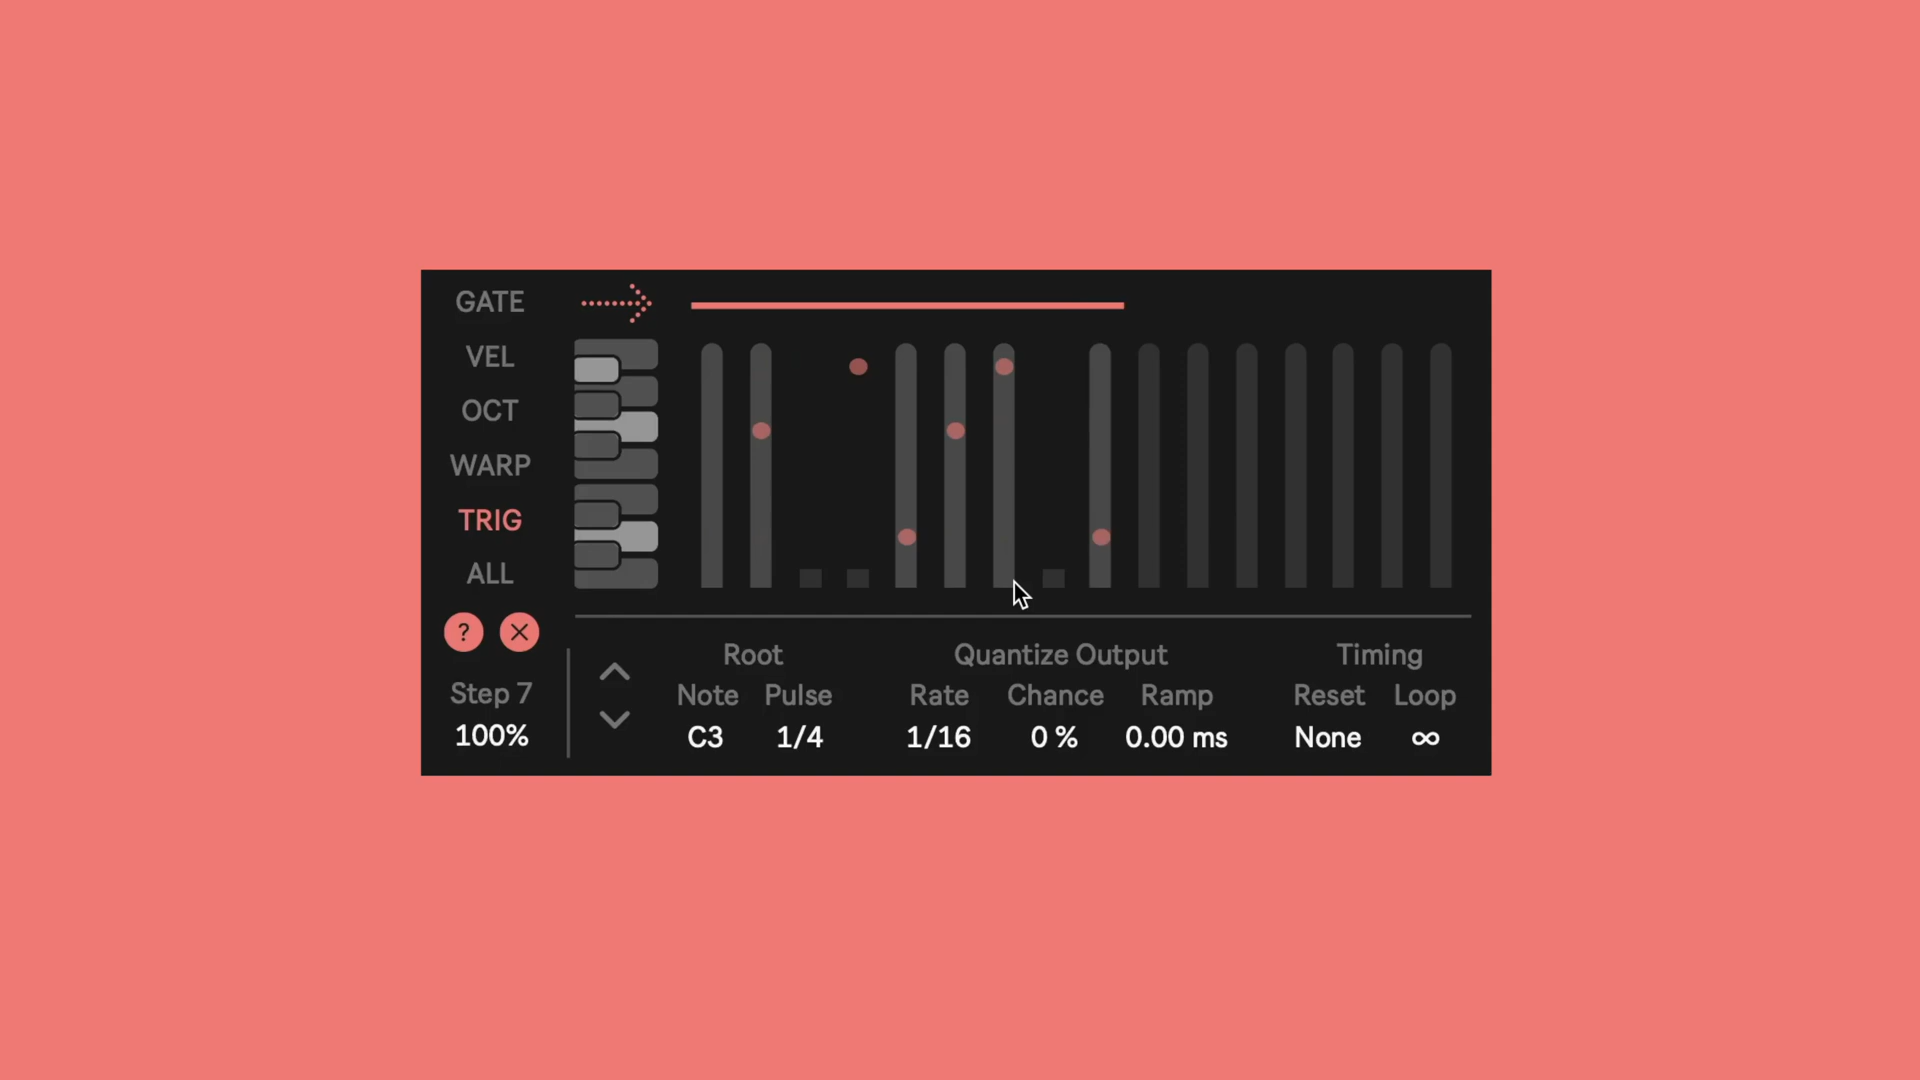 GATE
VEL
OCT
WARP
TRIG
ALL
?
Step 7
100%
Root
Note Pulse
C3 1/4
Quantize Output
Rate Chance Ramp
1/16 0 % 0.00 ms
Timing
Reset Loop
None ∞